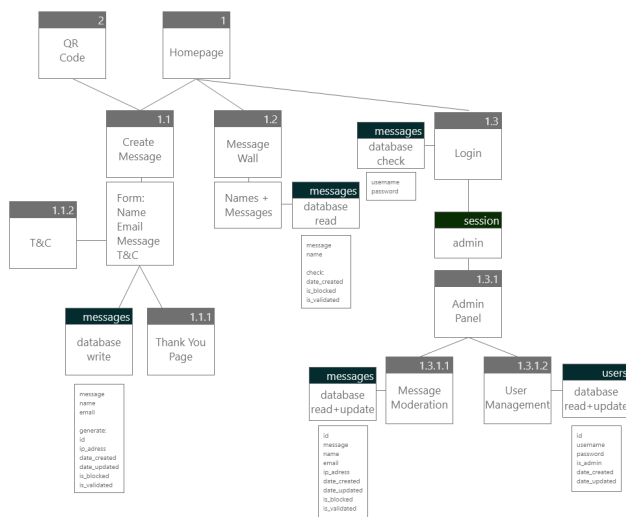 2
QR
Code
1
Homepage
1.1
Create
Message
1.2
Message
Wall
messages
database
check
username
password
1.3
Login
Form:
Name
Email
Message
T&C
1.1.2
T&C
Names +
Messages
messages
database
read
message
name
check:
date_created
is_blocked
is_validated
session
admin
1.3.1
Admin
Panel
messages
database
write
message
name
email
generate:
id
ip_adress
date_created
date_updated
is_blocked
is_validated
1.1.1
Thank You
Page
messages
database
read+update
id
message
name
email
ip_adress
date_created
date_updated
is_blocked
is_validated
1.3.1.1
Message
Moderation
1.3.1.2
User
Management
users
database
read+update
id
username
password
is_admin
date_created
date_updated